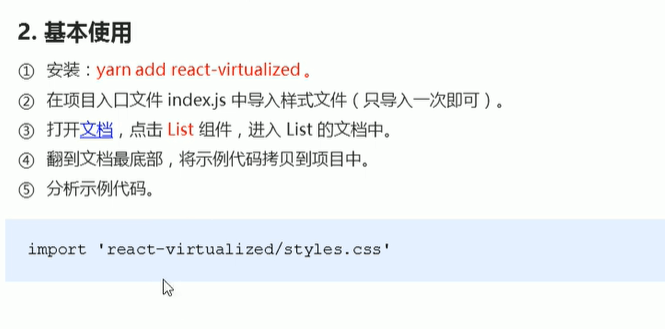 2. 基本使用
① 安装：yarn add react-virtualized 。
② 在项目入口文件 index.js 中导入样式文件（只导入一次即可）。
③ 打开文档，点击 List 组件，进入 List 的文档中。
④ 翻到文档最底部，将示例代码拷贝到项目中。
⑤ 分析示例代码。
import 'react-virtualized/styles.css'